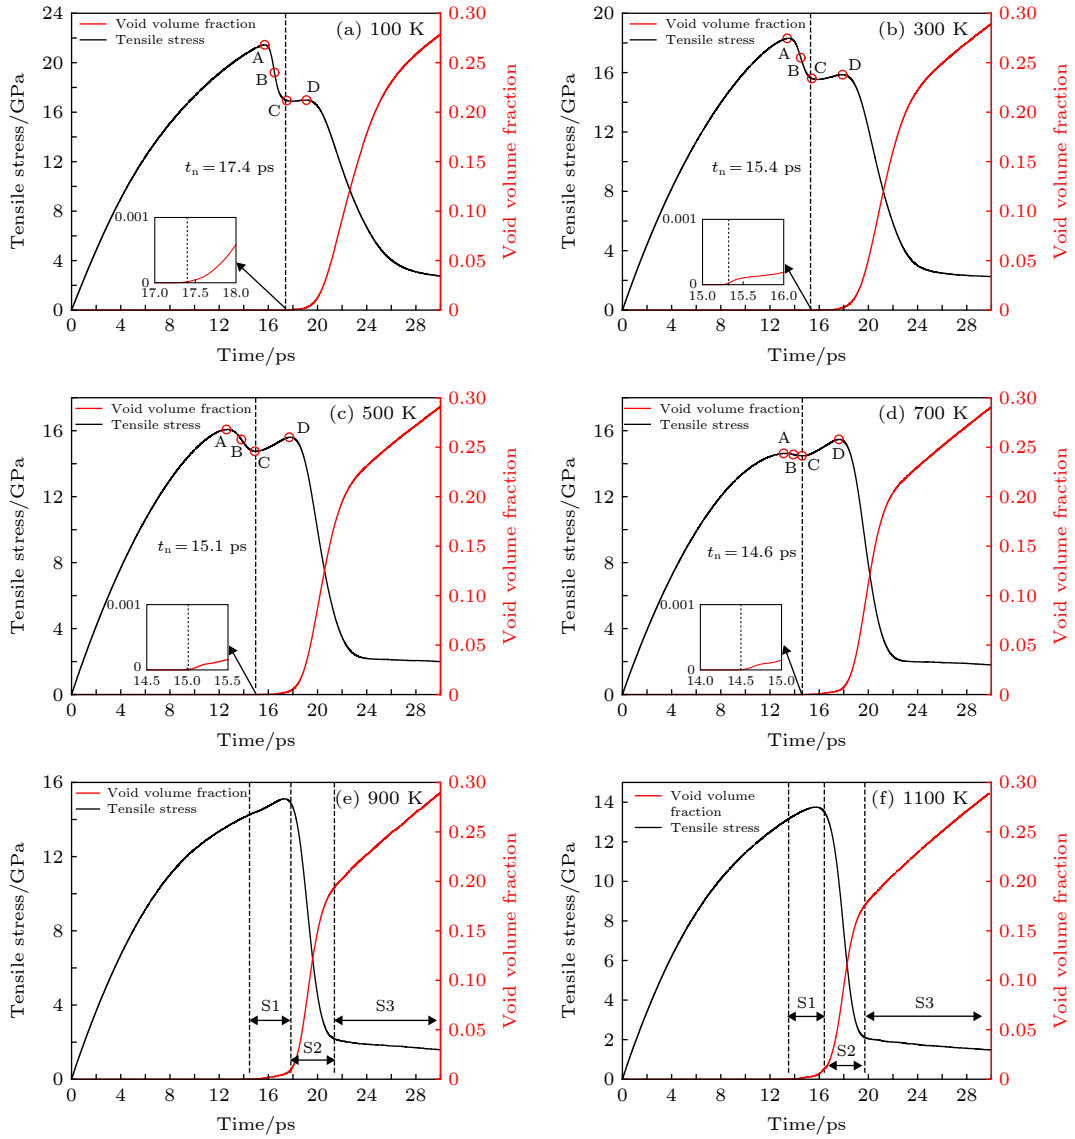 Void volume fraction
Tensile stress
(a) 100 K
A
B
C
D
t_n = 17.4 ps
0.001
0
17.0 17.5 18.0
24
22
20
16
12
8
4
0
0.30
0.25
0.20
0.15
0.10
0.05
0
0 4 8 12 16 20 24 28
Time/ps
Tensile stress/GPa
Void volume fraction
Void volume fraction
Tensile stress
(b) 300 K
A
B
C
D
t_n = 15.4 ps
0.001
0
15.0 15.5 16.0
20
16
12
8
4
0
0.30
0.25
0.20
0.15
0.10
0.05
0
0 4 8 12 16 20 24 28
Time/ps
Tensile stress/GPa
Void volume fraction
Void volume fraction
Tensile stress
(c) 500 K
A
B
C
D
t_n = 15.1 ps
0.001
0
14.5 15.0 15.5
16
12
8
4
0
0.30
0.25
0.20
0.15
0.10
0.05
0
0 4 8 12 16 20 24 28
Time/ps
Tensile stress/GPa
Void volume fraction
Void volume fraction
Tensile stress
(d) 700 K
A
B
C
D
t_n = 14.6 ps
0.001
0
14.0 14.5 15.0
16
12
8
4
0
0.30
0.25
0.20
0.15
0.10
0.05
0
0 4 8 12 16 20 24 28
Time/ps
Tensile stress/GPa
Void volume fraction
Void volume fraction
Tensile stress
(e) 900 K
S1
S2
S3
16
12
8
4
0
0.30
0.25
0.20
0.15
0.10
0.05
0
0 4 8 12 16 20 24 28
Time/ps
Tensile stress/GPa
Void volume fraction
Void volume
fraction
Tensile stress
(f) 1100 K
S1
S2
S3
14
12
10
8
6
4
2
0
0.30
0.25
0.20
0.15
0.10
0.05
0
0 4 8 12 16 20 24 28
Time/ps
Tensile stress/GPa
Void volume fraction